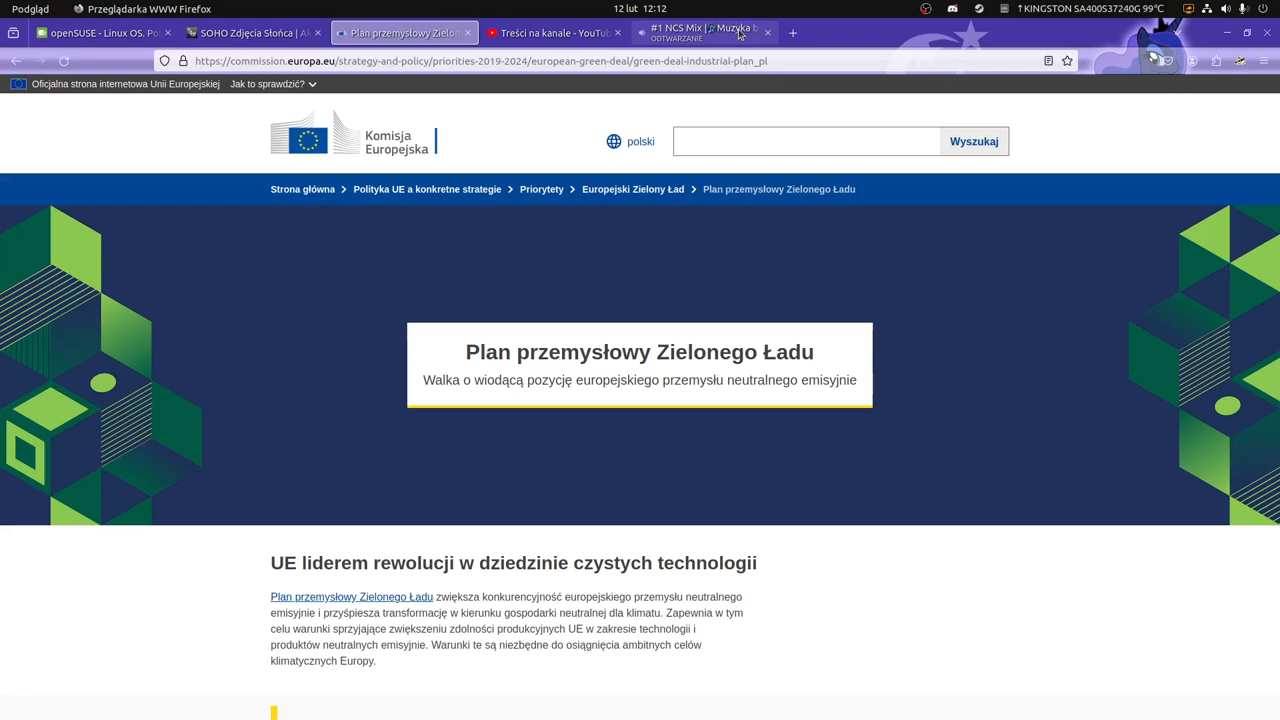 Podgląd
Przeglądarka WWW Firefox
12 lut 12:12
↑KINGSTON SA400S37240G 99°C
openSUSE - Linux OS. Po
SOHO Zdjęcia Słońca | Ak
Plan przemysłowy Zielon
Treści na kanale - YouTub
#1 NCS Mix | Muzyka b
ODTWARZANIE
https://commission.europa.eu/strategy-and-policy/priorities-2019-2024/european-green-deal/green-deal-industrial-plan_pl
Oficjalna strona internetowa Unii Europejskiej
Jak to sprawdzić?
Komisja
Europejska
polski
Wyszukaj
Strona główna
Polityka UE a konkretne strategie
Priorytety
Europejski Zielony Ład
Plan przemysłowy Zielonego Ładu
Plan przemysłowy Zielonego Ładu
Walka o wiodącą pozycję europejskiego przemysłu neutralnego emisyjnie
UE liderem rewolucji w dziedzinie czystych technologii
Plan przemysłowy Zielonego Ładu zwiększa konkurencyjność europejskiego przemysłu neutralnego
emisyjnie i przyśpiesza transformację w kierunku gospodarki neutralnej dla klimatu. Zapewnia w tym
celu warunki sprzyjające zwiększeniu zdolności produkcyjnych UE w zakresie technologii i
produktów neutralnych emisyjnie. Warunki te są niezbędne do osiągnięcia ambitnych celów
klimatycznych Europy.